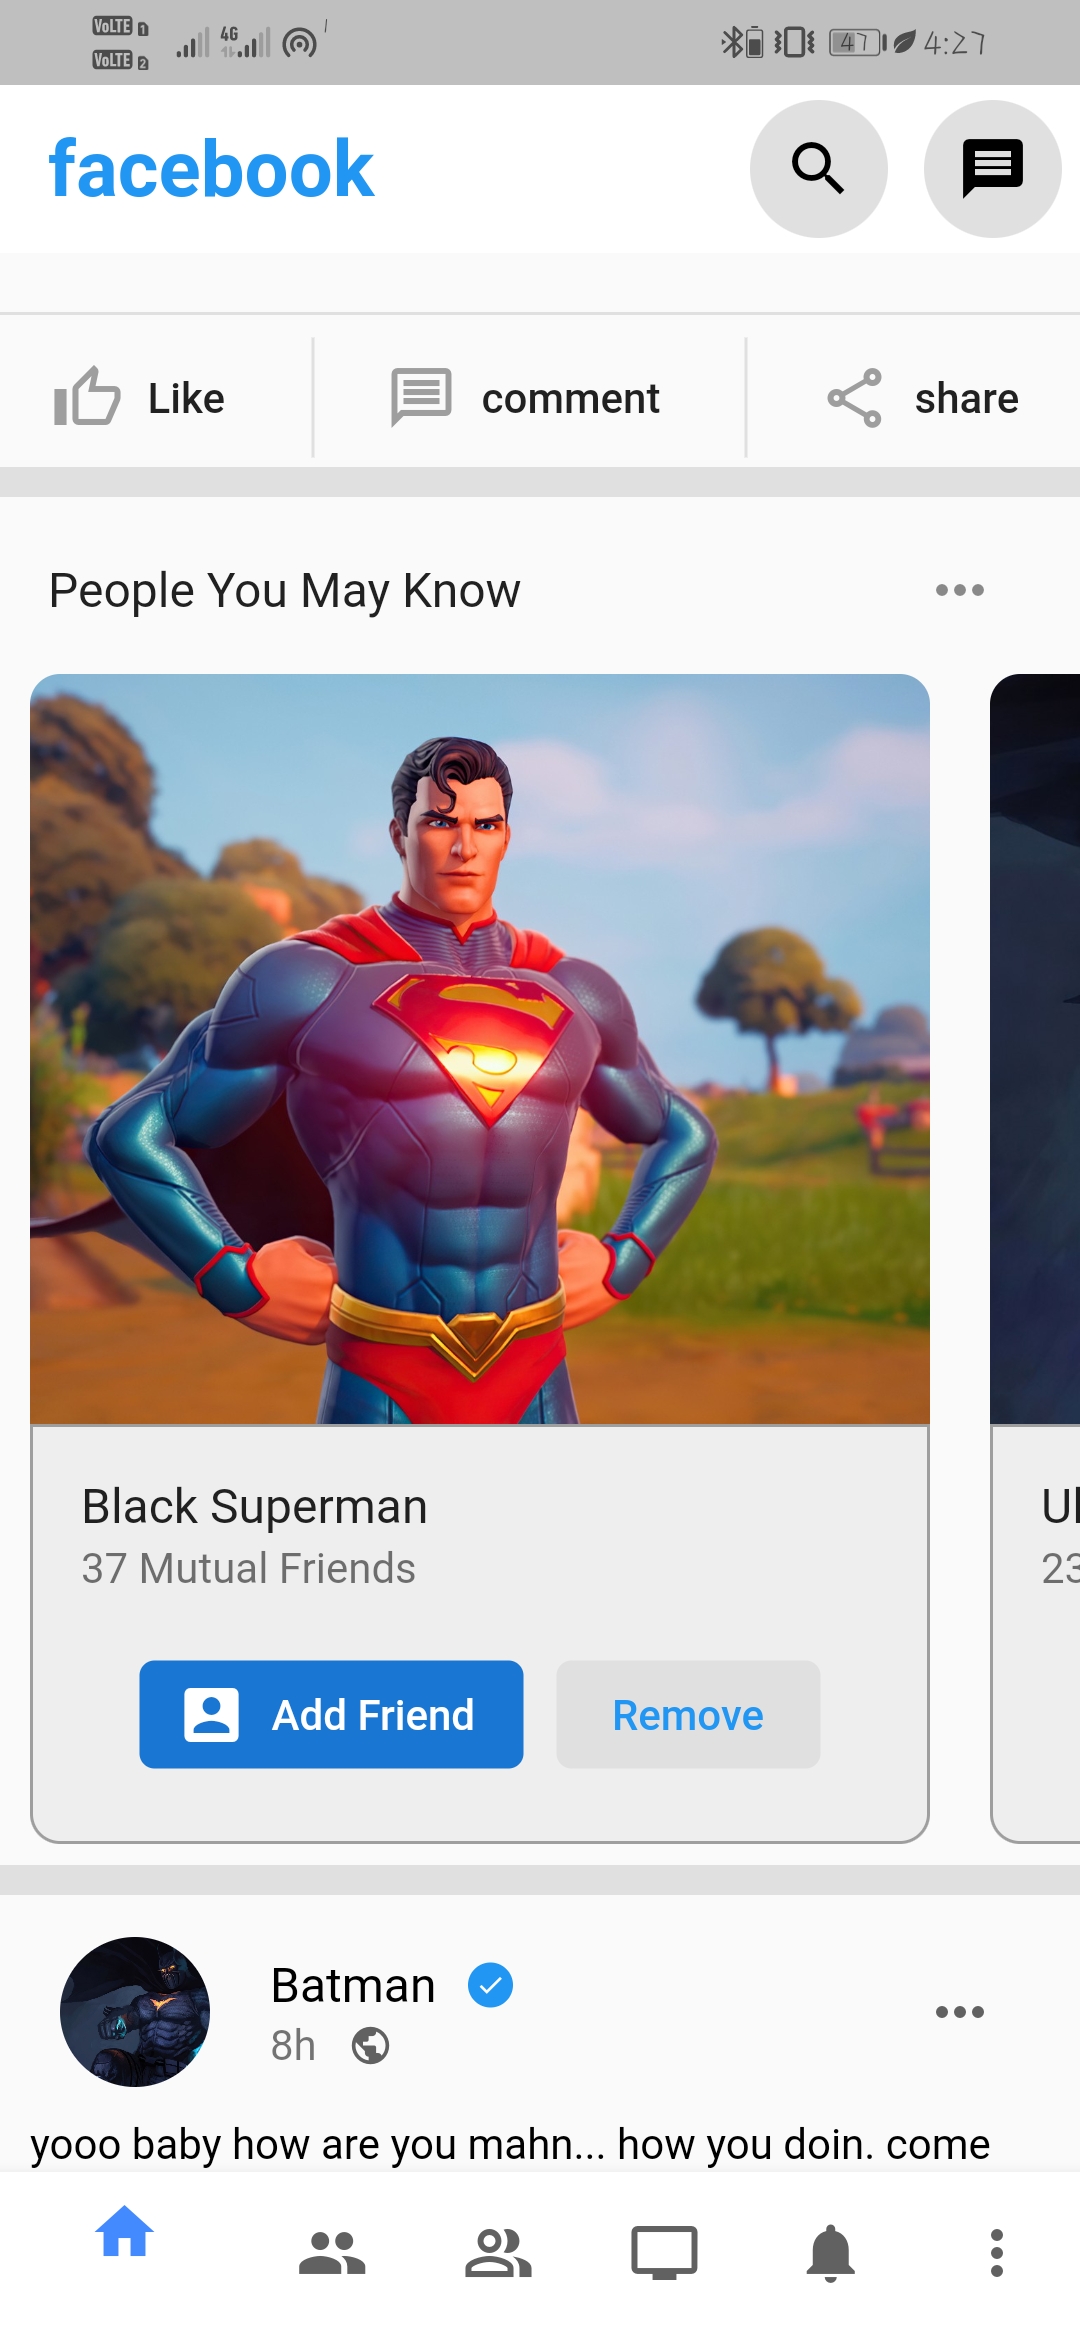 VoLTE 1
VoLTE 2
4G
47
4:27
facebook
Like
comment
share
People You May Know
Black Superman
37 Mutual Friends
Add Friend
Remove
23
Batman
8h
yooo baby how are you mahn... how you doin. come